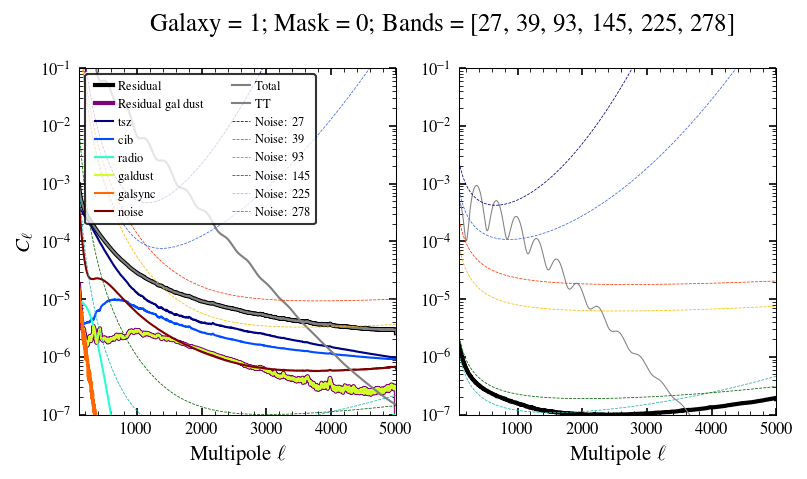 Galaxy = 1; Mask = 0; Bands = [27, 39, 93, 145, 225, 278]
10⁻¹
10⁻²
10⁻³
10⁻⁴
10⁻⁵
10⁻⁶
10⁻⁷
C_ℓ
Residual
Residual gal dust
tsz
cib
radio
galdust
galsync
noise
Total
TT
Noise: 27
Noise: 39
Noise: 93
Noise: 145
Noise: 225
Noise: 278
1000 2000 3000 4000 5000
Multipole ℓ
10⁻¹
10⁻²
10⁻³
10⁻⁴
10⁻⁵
10⁻⁶
10⁻⁷
1000 2000 3000 4000 5000
Multipole ℓ